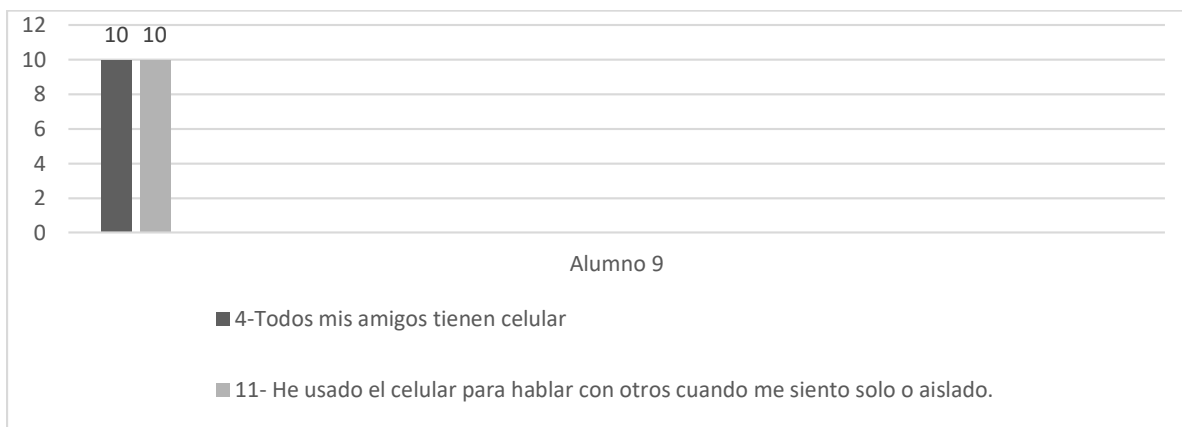 12
10 10
10
8
6
4
2
0
Alumno 9
4-Todos mis amigos tienen celular
11- He usado el celular para hablar con otros cuando me siento solo o aislado.